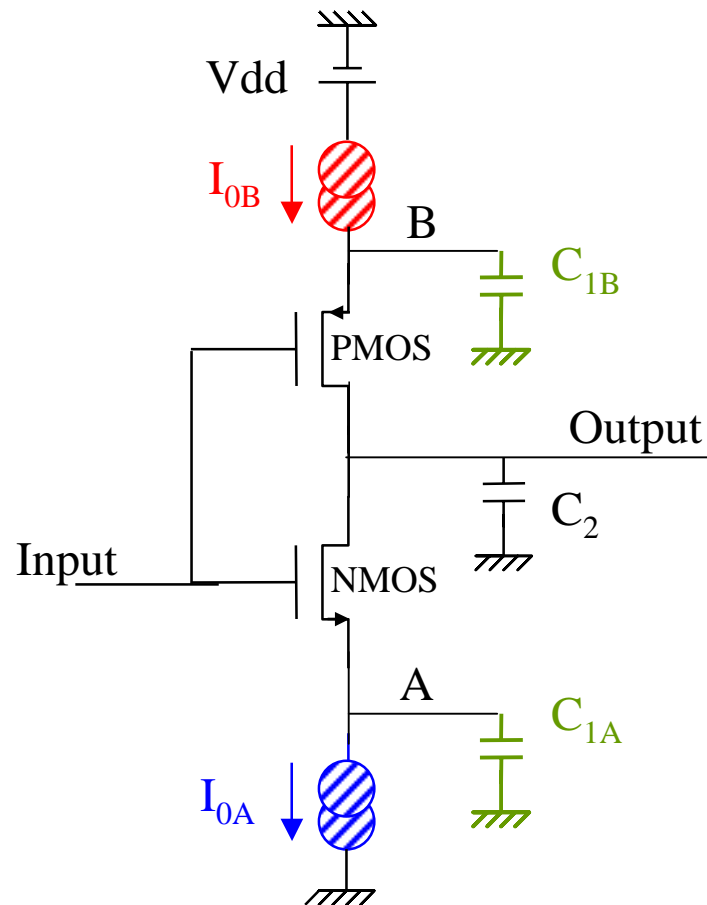 Vdd
I0B
B
C1B
PMOS
Output
C2
Input
NMOS
A
C1A
I0A